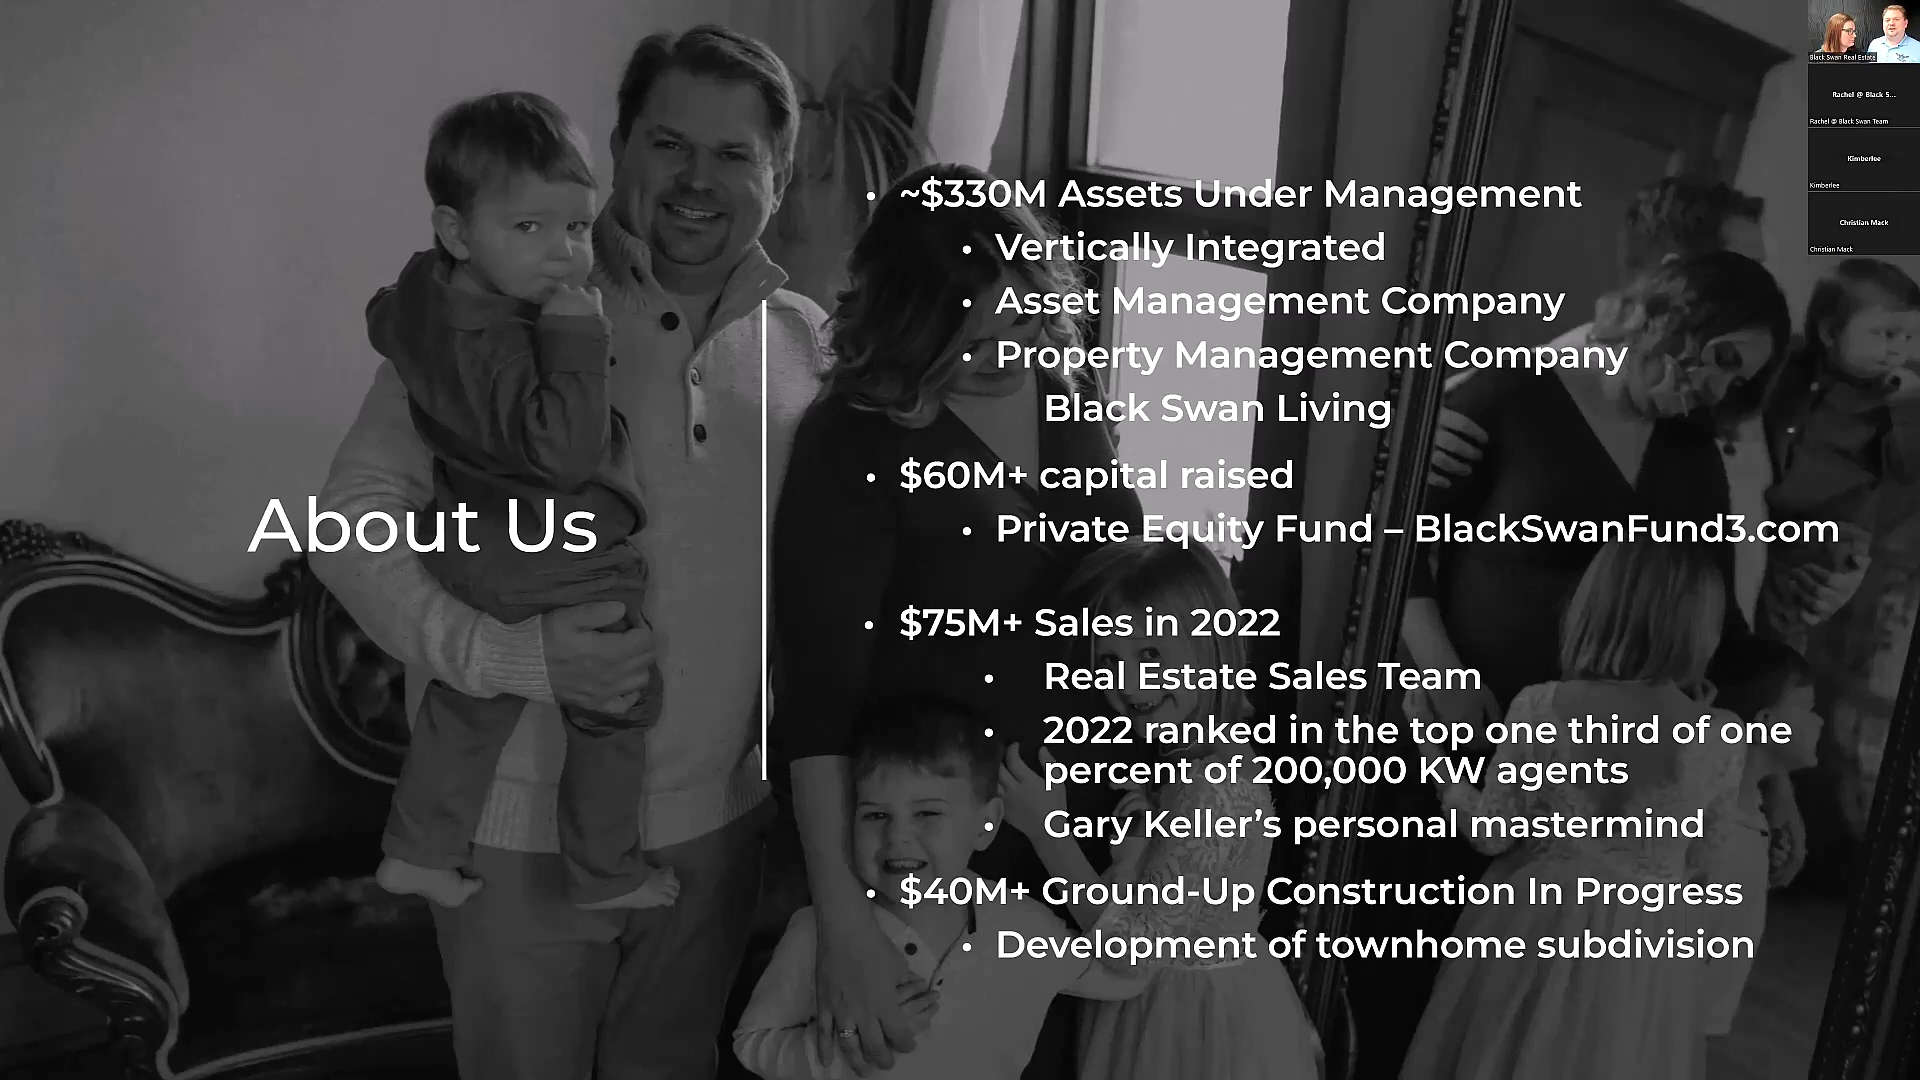 About Us
• ~$330M Assets Under Management
• Vertically Integrated
• Asset Management Company
• Property Management Company
Black Swan Living
• $60M+ capital raised
• Private Equity Fund – BlackSwanFund3.com
• $75M+ Sales in 2022
• Real Estate Sales Team
• 2022 ranked in the top one third of one
percent of 200,000 KW agents
• Gary Keller’s personal mastermind
• $40M+ Ground-Up Construction In Progress
• Development of townhome subdivision
Black Swan Real Estate
Rachel @ Black S...
Rachel @ Black Swan Team
Kimberlee
Kimberlee
Christian Mack
Christian Mack